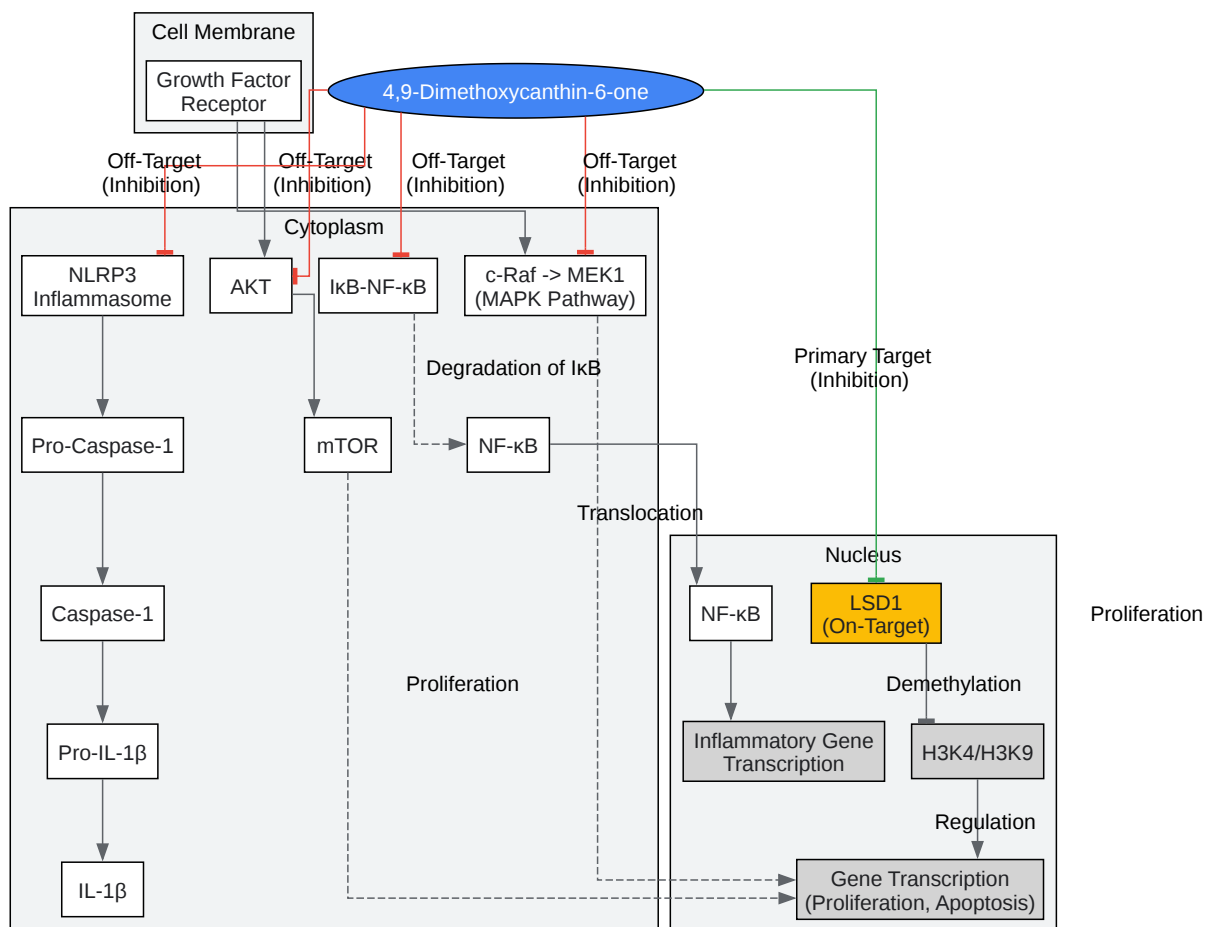 Cell Membrane
Growth Factor
Receptor
4,9-Dimethoxycanthin-6-one
Off-Target
(Inhibition)
Off-Target
(Inhibition)
Off-Target
(Inhibition)
Off-Target
(Inhibition)
Cytoplasm
NLRP3
Inflammasome
AKT
IκB-NF-κB
c-Raf -> MEK1
(MAPK Pathway)
Primary Target
(Inhibition)
Degradation of IκB
Pro-Caspase-1
mTOR
NF-κB
Translocation
Nucleus
Caspase-1
NF-κB
LSD1
(On-Target)
Proliferation
Proliferation
Demethylation
Pro-IL-1β
Inflammatory Gene
Transcription
H3K4/H3K9
Regulation
IL-1β
Gene Transcription
(Proliferation, Apoptosis)